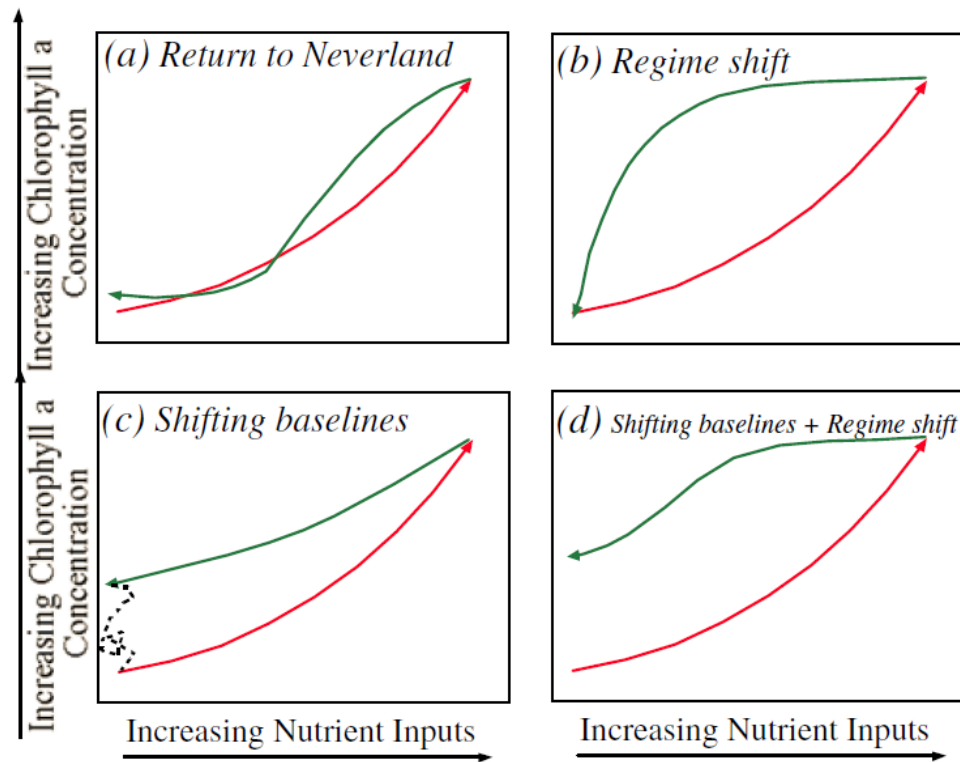 (a) Return to Neverland
(b) Regime shift
Increasing Chlorophyll a
Concentration
(c) Shifting baselines
(d) Shifting baselines + Regime shift
Increasing Chlorophyll a
Concentration
Increasing Nutrient Inputs
Increasing Nutrient Inputs